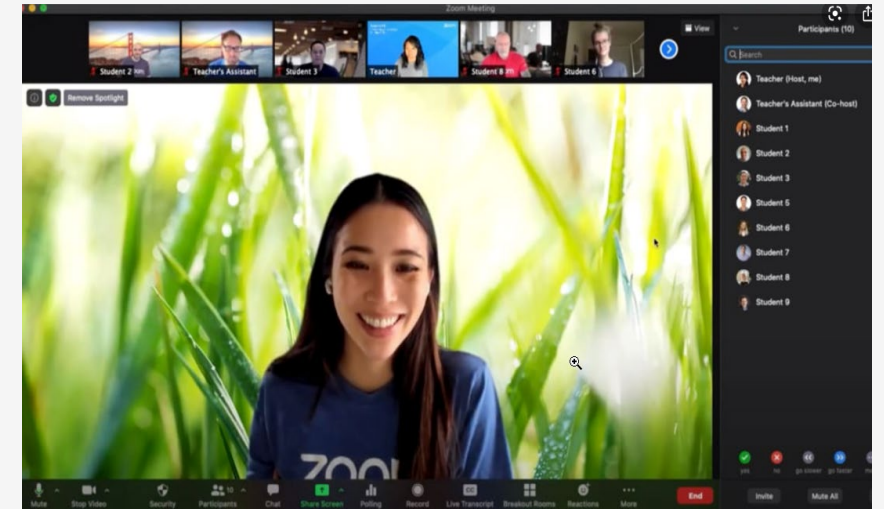 Zoom Meeting
Student 2
Teacher's Assistant
Student 3
Teacher
Student 8
Student 6
View
Remove Spotlight
Participants (10)
Search
Teacher (Host, me)
Teacher's Assistant (Co-host)
Student 1
Student 2
Student 3
Student 5
Student 6
Student 7
Student 8
Student 9
yes
no
go slower
go faster
Mute
Stop Video
Security
Participants
10
Chat
Share Screen
Polling
Record
Live Transcript
Breakout Rooms
Reactions
More
End
Invite
Mute All